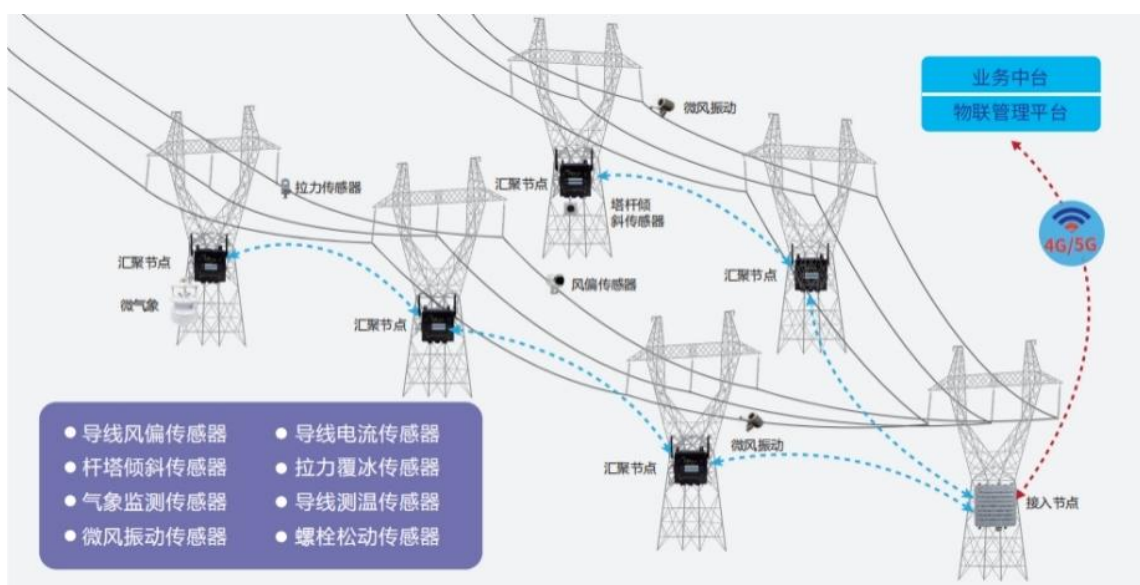 业务中台
物联管理平台
微风振动
汇聚节点
拉力传感器
塔杆倾
斜传感器
4G/5G
汇聚节点
风偏传感器
汇聚节点
微气象
汇聚节点
微风振动
汇聚节点
接入节点
导线风偏传感器
导线电流传感器
杆塔倾斜传感器
拉力覆冰传感器
气象监测传感器
导线测温传感器
微风振动传感器
螺栓松动传感器